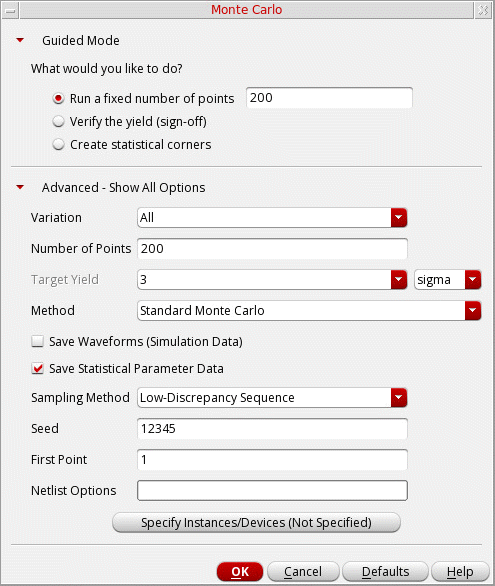 Monte Carlo
Guided Mode
What would you like to do?
Run a fixed number of points 200
Verify the yield (sign-off)
Create statistical corners
Advanced - Show All Options
Variation All
Number of Points 200
Target Yield 3 sigma
Method Standard Monte Carlo
Save Waveforms (Simulation Data)
Save Statistical Parameter Data
Sampling Method Low-Discrepancy Sequence
Seed 12345
First Point 1
Netlist Options
Specify Instances/Devices (Not Specified)
OK Cancel Defaults Help